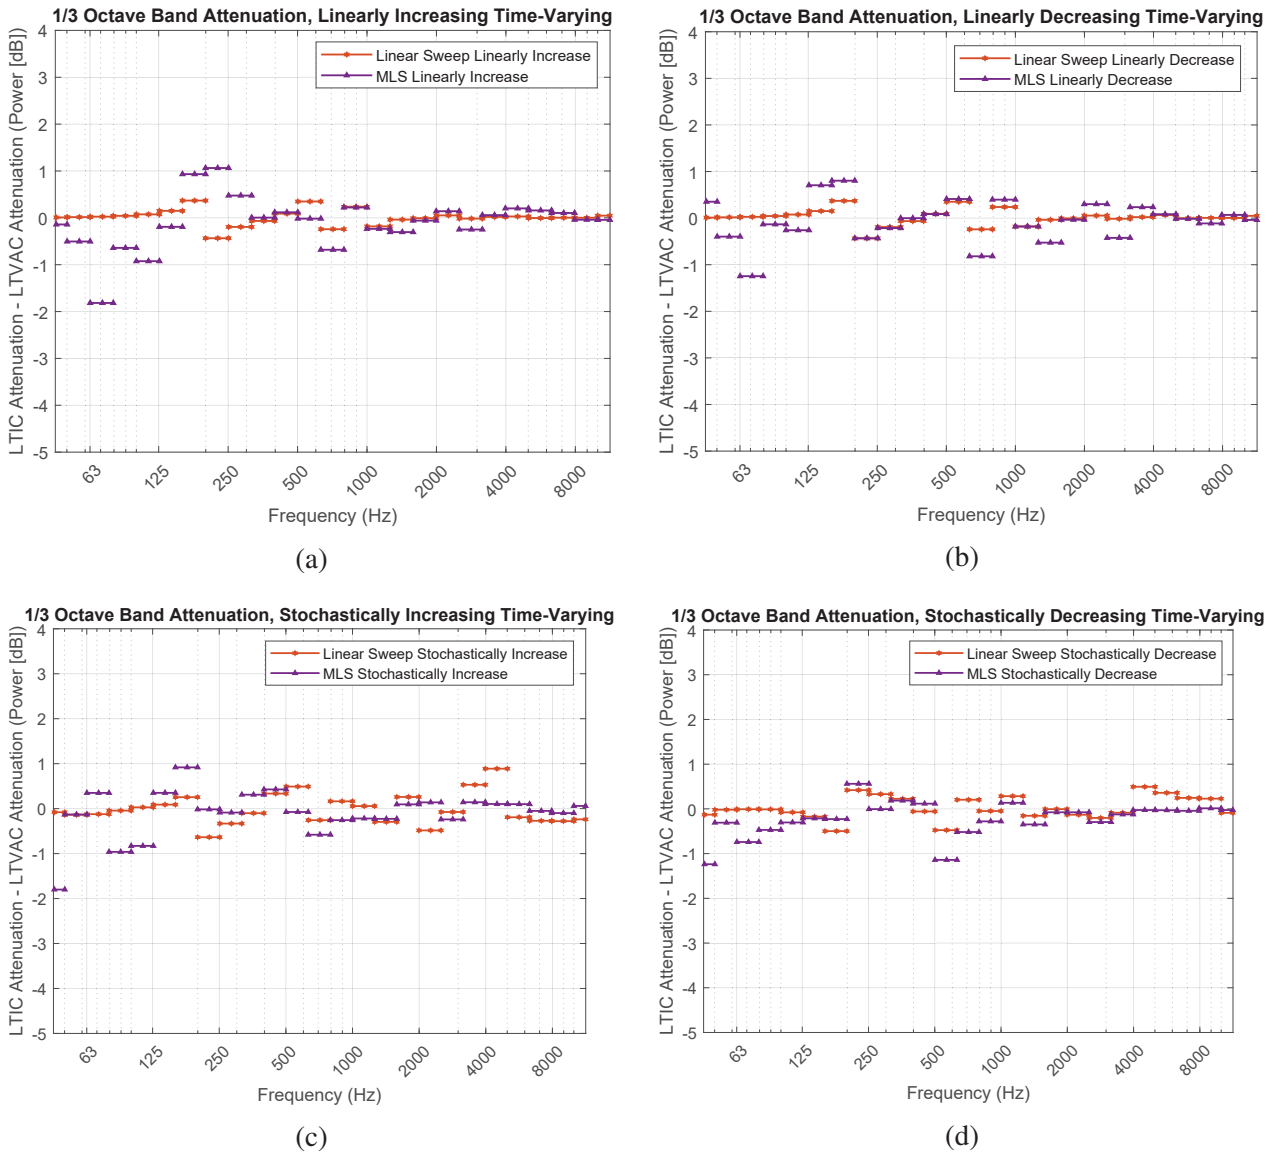 1/3 Octave Band Attenuation, Linearly Increasing Time-Varying
LTIC Attenuation - LTVAC Attenuation (Power [dB])
4
3
2
1
0
-1
-2
-3
-4
-5
Linear Sweep Linearly Increase
MLS Linearly Increase
63 125 250 500 1000 2000 4000 8000
Frequency (Hz)
(a)
1/3 Octave Band Attenuation, Linearly Decreasing Time-Varying
LTIC Attenuation - LTVAC Attenuation (Power [dB])
4
3
2
1
0
-1
-2
-3
-4
-5
Linear Sweep Linearly Decrease
MLS Linearly Decrease
63 125 250 500 1000 2000 4000 8000
Frequency (Hz)
(b)
1/3 Octave Band Attenuation, Stochastically Increasing Time-Varying
LTIC Attenuation - LTVAC Attenuation (Power [dB])
4
3
2
1
0
-1
-2
-3
-4
-5
Linear Sweep Stochastically Increase
MLS Stochastically Increase
63 125 250 500 1000 2000 4000 8000
Frequency (Hz)
(c)
1/3 Octave Band Attenuation, Stochastically Decreasing Time-Varying
LTIC Attenuation - LTVAC Attenuation (Power [dB])
4
3
2
1
0
-1
-2
-3
-4
-5
Linear Sweep Stochastically Decrease
MLS Stochastically Decrease
63 125 250 500 1000 2000 4000 8000
Frequency (Hz)
(d)